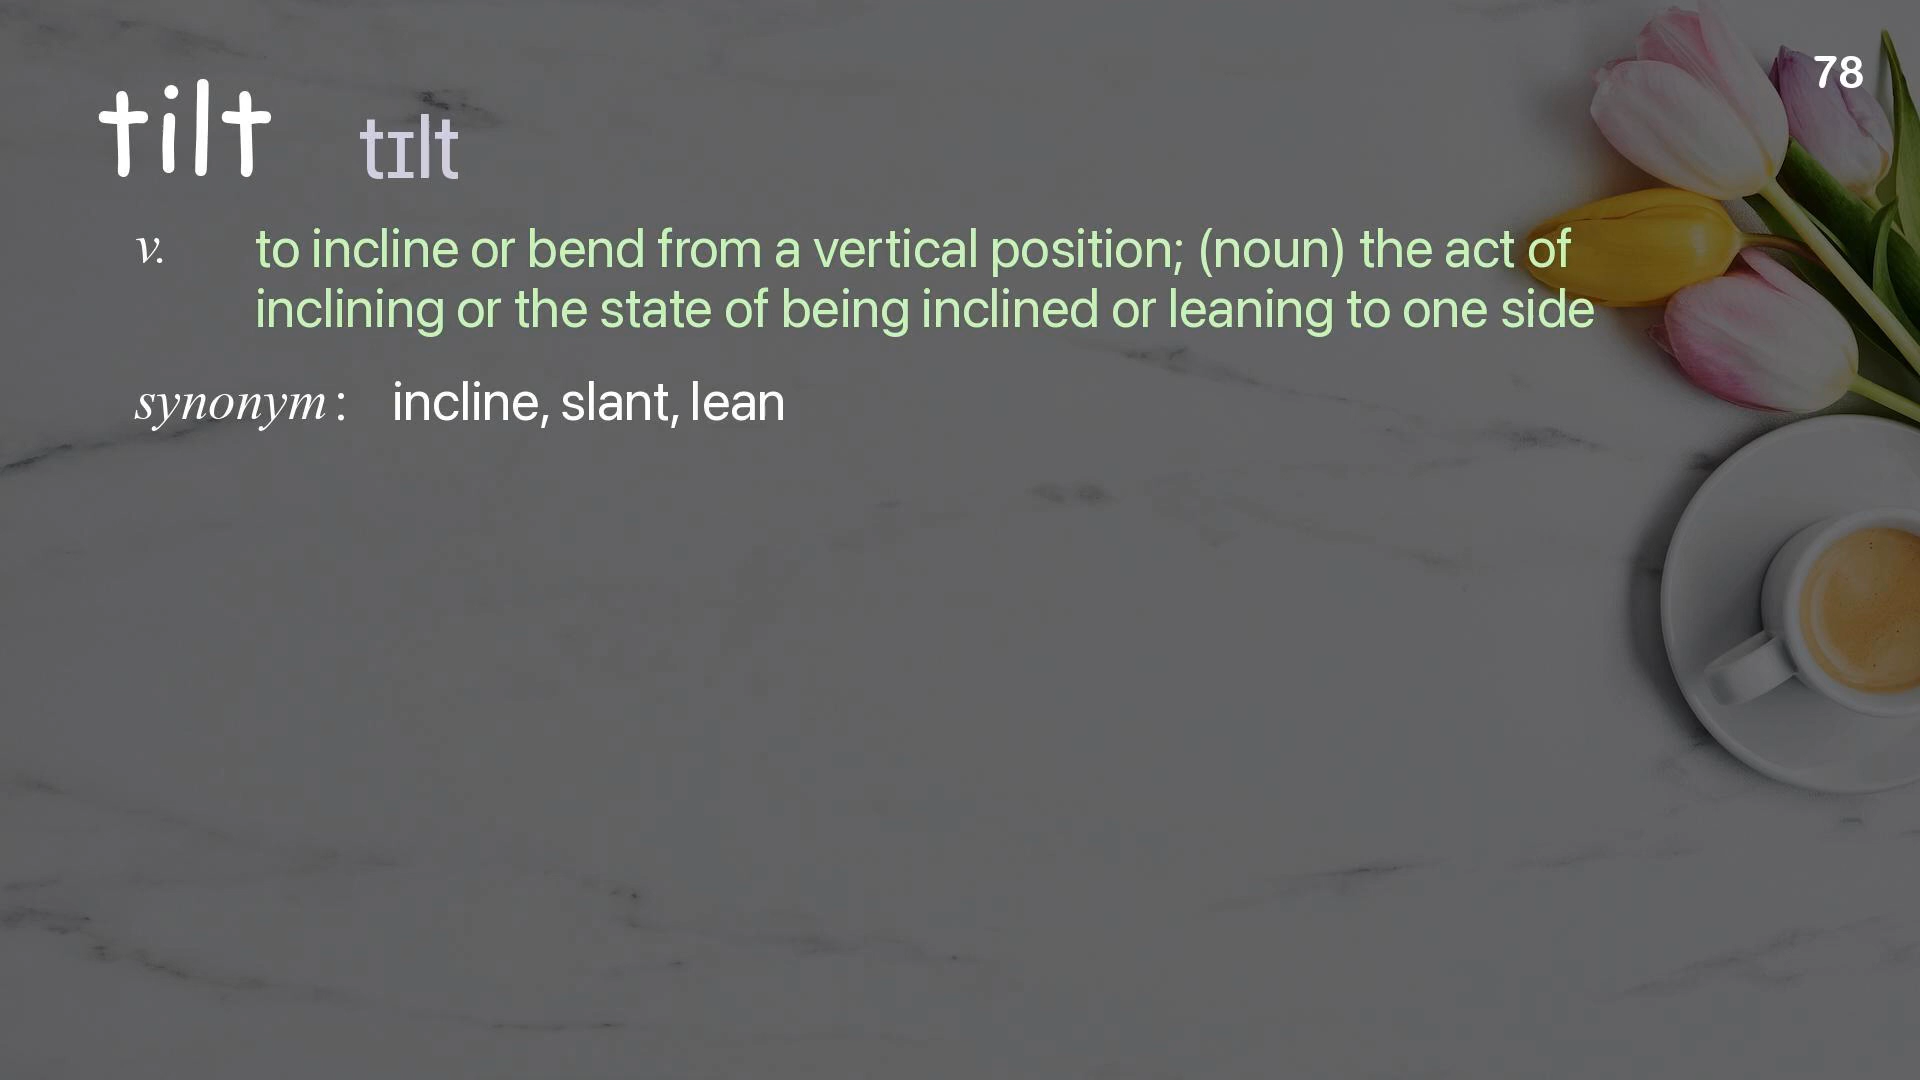 78
tilt tɪlt
v. to incline or bend from a vertical position; (noun) the act of
inclining or the state of being inclined or leaning to one side
synonym : incline, slant, lean